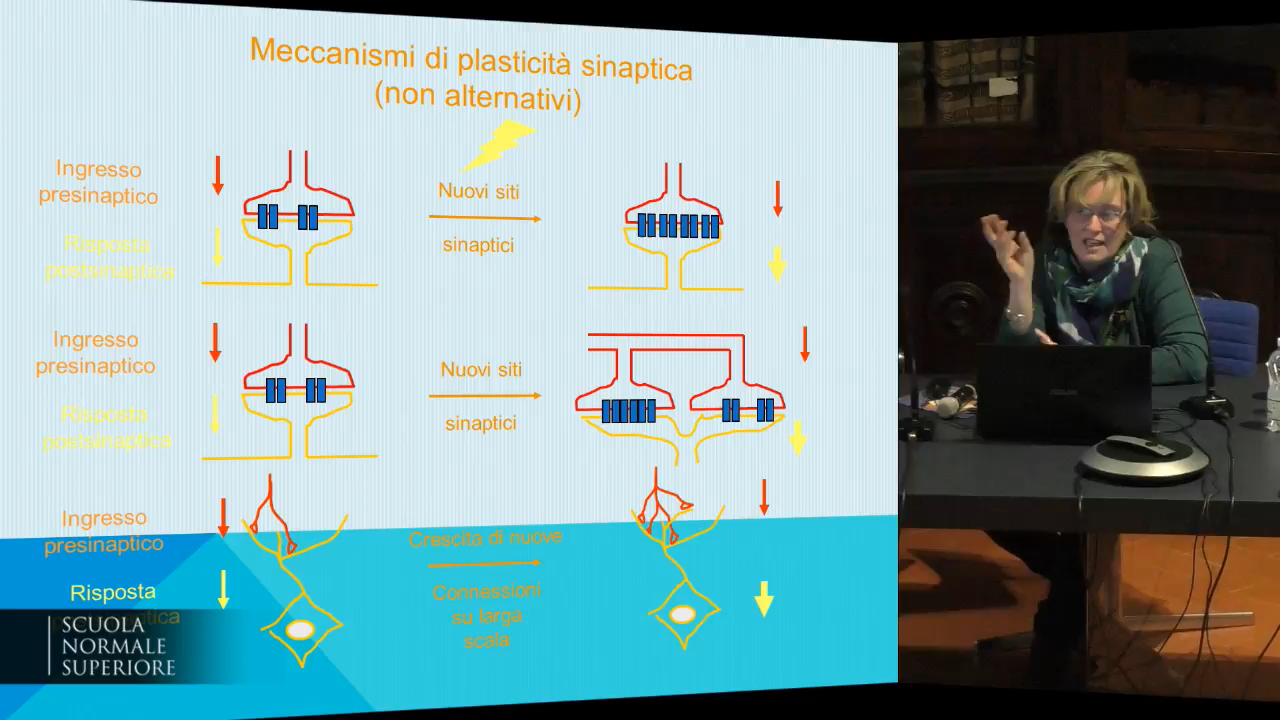 Meccanismi di plasticità sinaptica
(non alternativi)
Ingresso
presinaptico
Risposta
postsinaptica
Nuovi siti
sinaptici
Ingresso
presinaptico
Risposta
postsinaptica
Nuovi siti
sinaptici
Ingresso
presinaptico
Risposta
Crescita di nuove
Connessioni
su larga
scala
SCUOLA
NORMALE
SUPERIORE